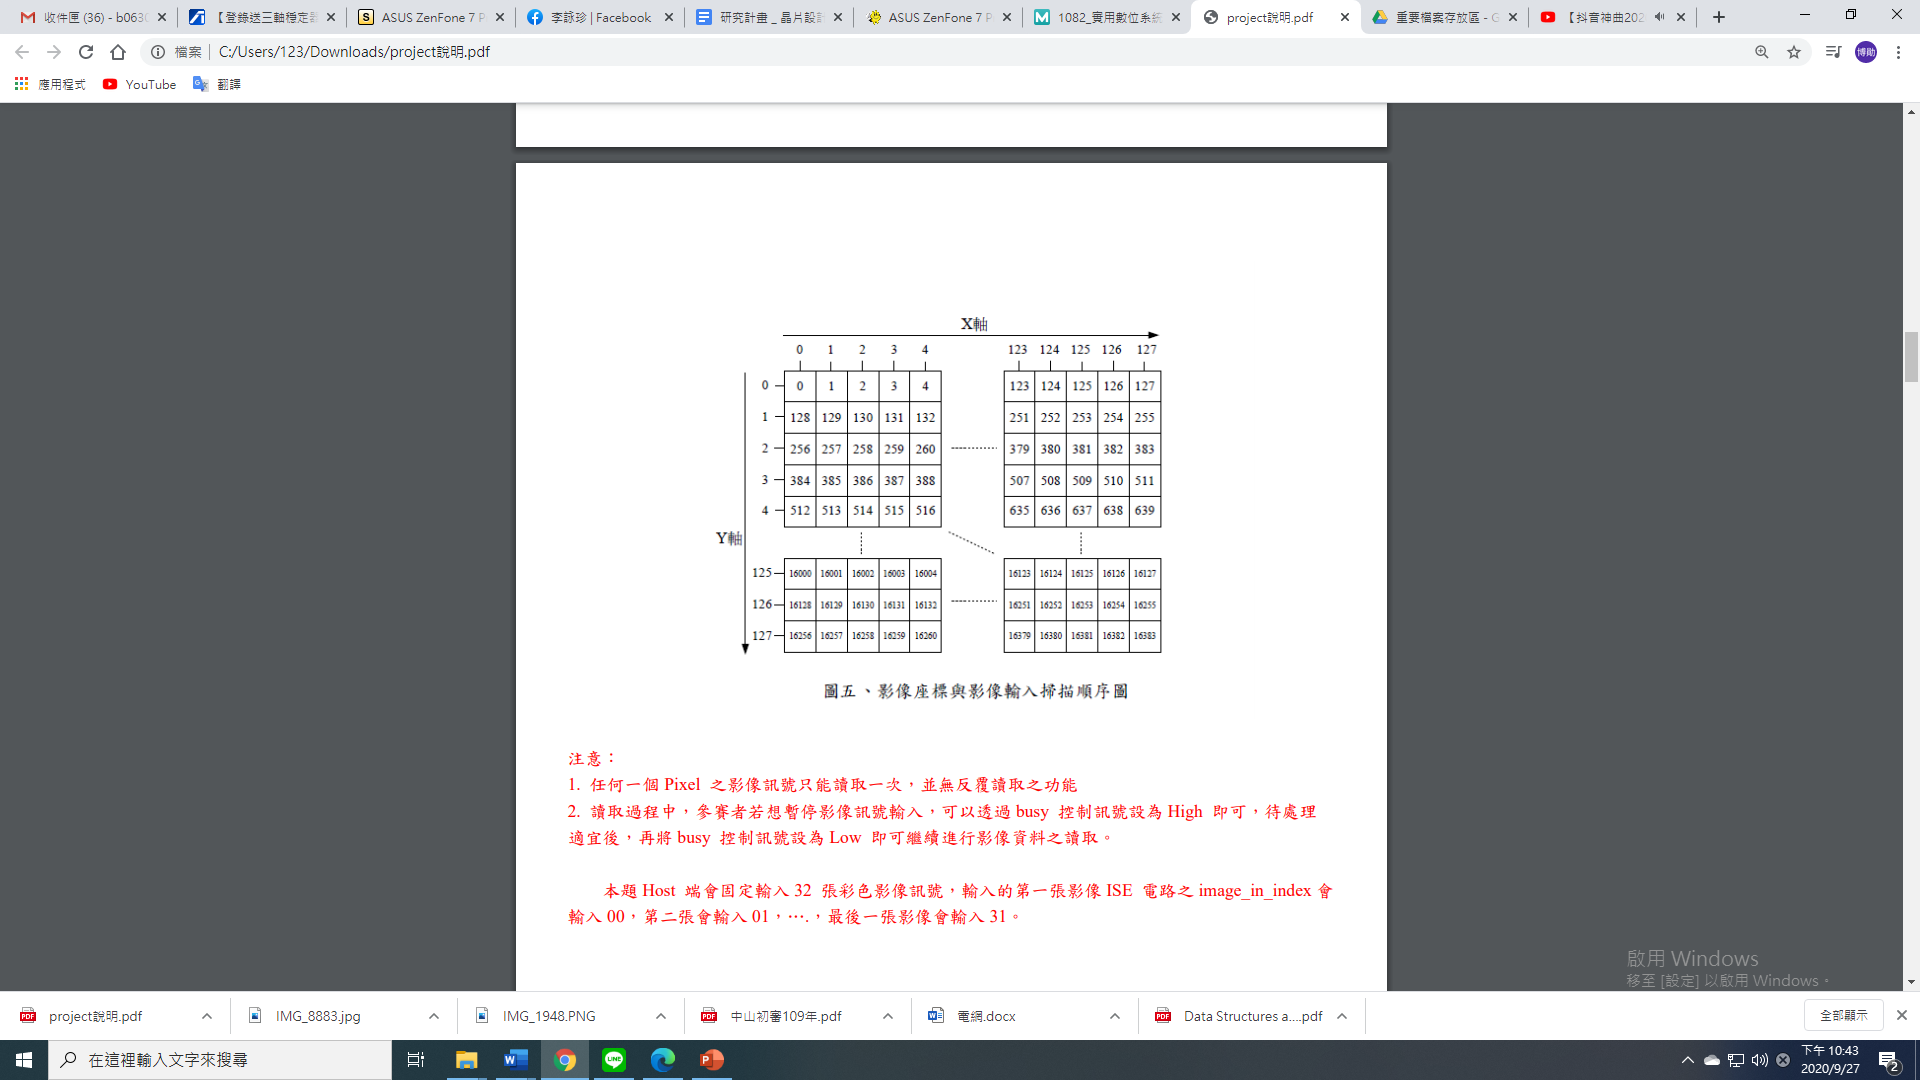 收件匣 (36) - b063
【登錄送三軸穩定器
ASUS ZenFone 7 P
李詠珍 | Facebook
研究計畫 _ 晶片設計
ASUS ZenFone 7 P
1082_實用數位系統
project說明.pdf
重要檔案存放區 - G
【抖音神曲202
檔案 C:/Users/123/Downloads/project說明.pdf
博勛
應用程式 YouTube 翻譯
X軸
0 1 2 3 4 123 124 125 126 127
0 0 1 2 3 4 123 124 125 126 127
1 128 129 130 131 132 251 252 253 254 255
2 256 257 258 259 260 379 380 381 382 383
3 384 385 386 387 388 507 508 509 510 511
4 512 513 514 515 516 635 636 637 638 639
Y軸
125 16000 16001 16002 16003 16004 16123 16124 16125 16126 16127
126 16128 16129 16130 16131 16132 16251 16252 16253 16254 16255
127 16256 16257 16258 16259 16260 16379 16380 16381 16382 16383
圖五、影像座標與影像輸入掃描順序圖
注意：
1. 任何一個 Pixel 之影像訊號只能讀取一次，並無反覆讀取之功能
2. 讀取過程中，參賽者若想暫停影像訊號輸入，可以透過 busy 控制訊號設為 High 即可，待處理
適宜後，再將 busy 控制訊號設為 Low 即可繼續進行影像資料之讀取。
本題 Host 端會固定輸入 32 張彩色影像訊號，輸入的第一張影像 ISE 電路之 image_in_index 會
輸入 00，第二張會輸入 01，….，最後一張影像會輸入 31。
啟用 Windows
移至 [設定] 以啟用 Windows。
project說明.pdf
IMG_8883.jpg
IMG_1948.PNG
中山初審109年.pdf
電網.docx
Data Structures a....pdf
全部顯示
在這裡輸入文字來搜尋
下午 10:43
2020/9/27
2